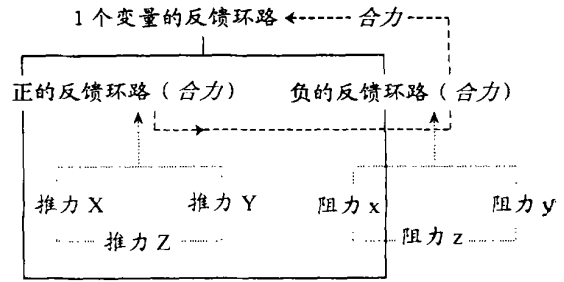 1个变量的反馈环路 合力
正的反馈环路(合力) 负的反馈环路(合力)
推力X 推力Y 阻力x 阻力y
推力Z 阻力z